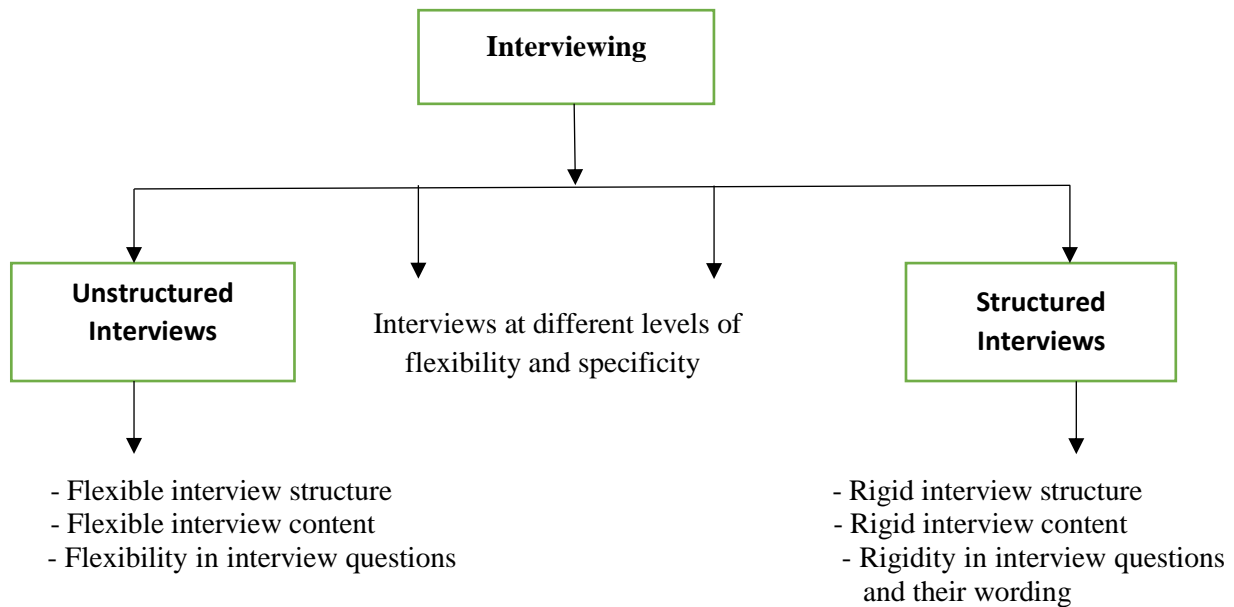 Interviewing
Unstructured
Interviews
Interviews at different levels of
flexibility and specificity
Structured
Interviews
- Flexible interview structure
- Flexible interview content
- Flexibility in interview questions
- Rigid interview structure
- Rigid interview content
- Rigidity in interview questions
and their wording